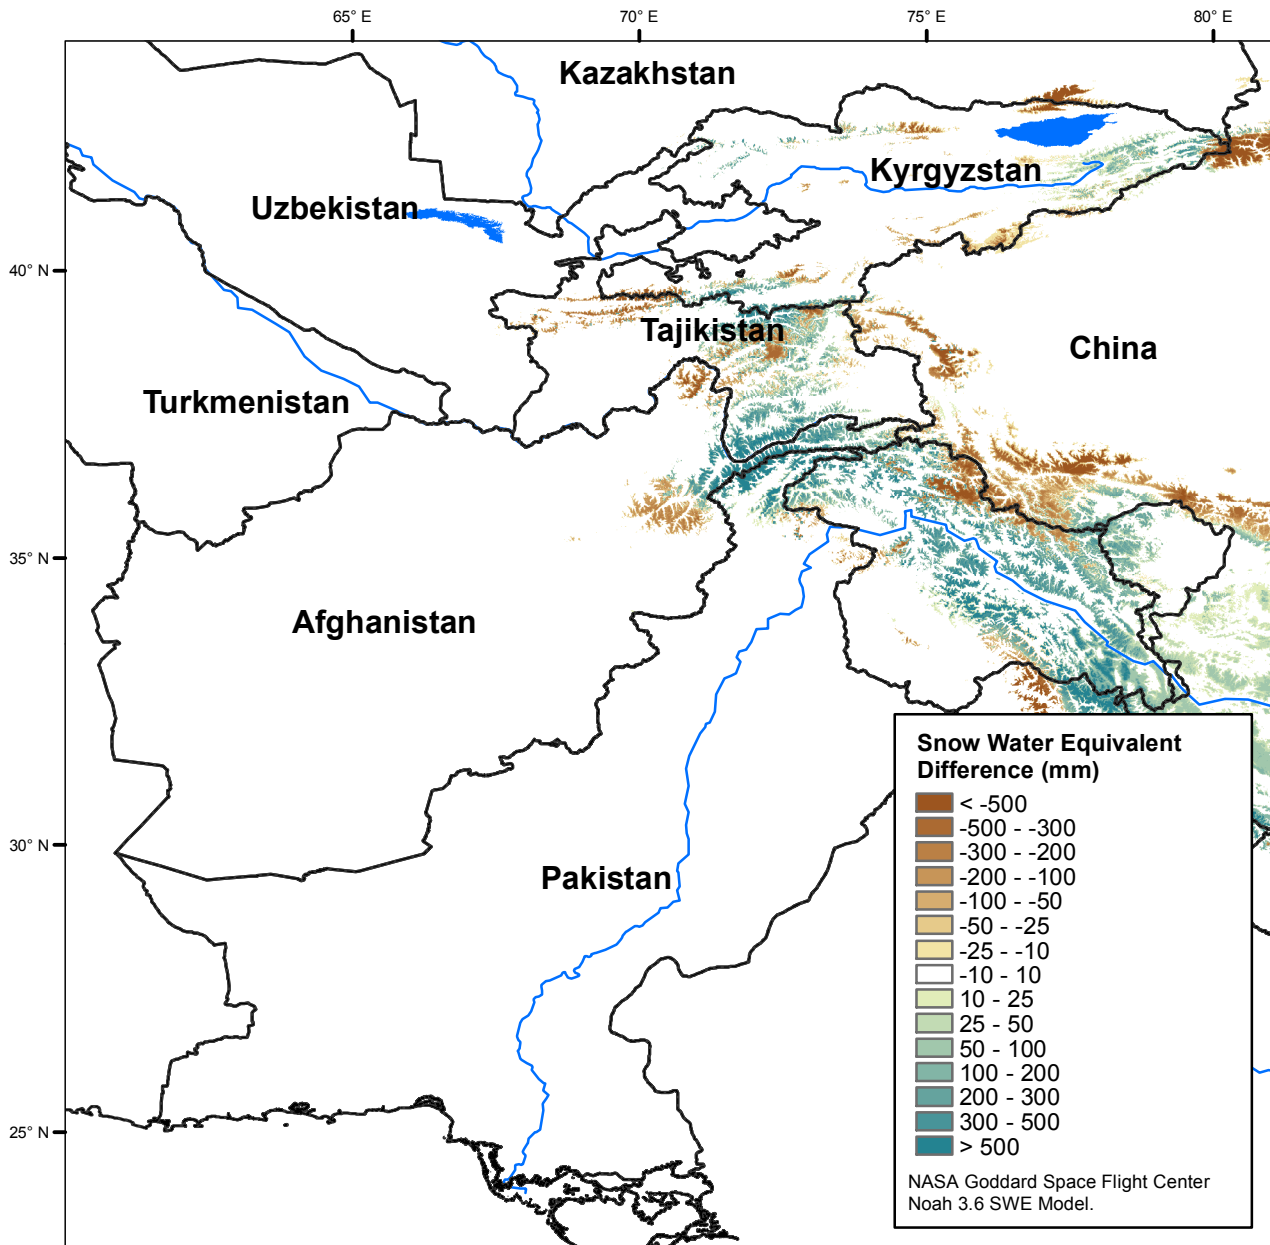 65° E
70° E
75° E
80° E
Kazakhstan
Kyrgyzstan
Uzbekistan
40° N
Tajikistan
China
Turkmenistan
35° N
Afghanistan
30° N
Pakistan
25° N
Snow Water Equivalent
Difference (mm)
< -500
-500 - -300
-300 - -200
-200 - -100
-100 - -50
-50 - -25
-25 - -10
-10 - 10
10 - 25
25 - 50
50 - 100
100 - 200
200 - 300
300 - 500
> 500
NASA Goddard Space Flight Center
Noah 3.6 SWE Model.